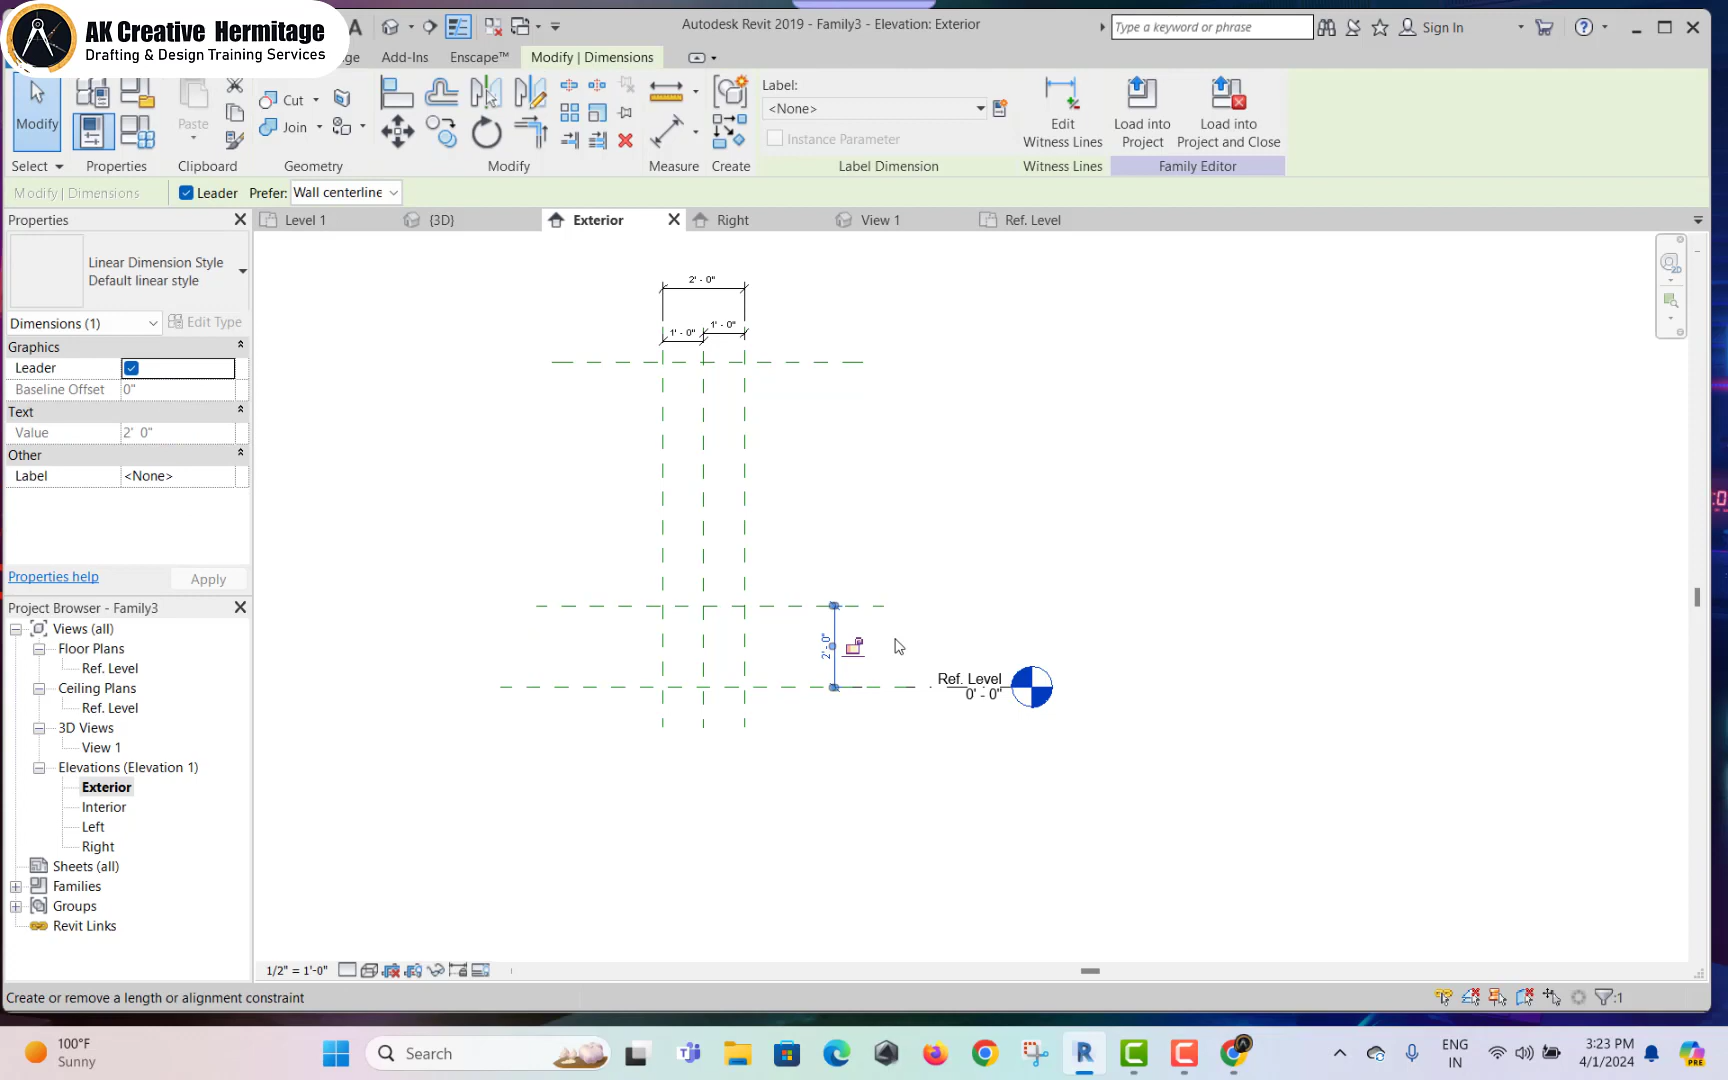 AK Creative Hermitage
Drafting & Design Training Services
Autodesk Revit 2019 - Family3 - Elevation: Exterior
Type a keyword or phrase
Sign In
Add-Ins
Enscape™
Modify | Dimensions
Modify
Paste
Cut
Join
Label:
<None>
Instance Parameter
Edit
Witness Lines
Load into
Project
Load into
Project and Close
Select
Properties
Clipboard
Geometry
Modify
Measure
Create
Label Dimension
Witness Lines
Family Editor
Modify | Dimensions
Leader
Prefer:
Wall centerline
Properties
Level 1
{3D}
Exterior
Right
View 1
Ref. Level
Linear Dimension Style
Default linear style
Dimensions (1)
Edit Type
Graphics
Leader
Baseline Offset
0"
Text
Value
2' 0"
Other
Label
<None>
Properties help
Apply
2' - 0"
1' - 0"
1' - 0"
2' - 0"
Ref. Level
0' - 0"
Project Browser - Family3
Views (all)
Floor Plans
Ref. Level
Ceiling Plans
Ref. Level
3D Views
View 1
Elevations (Elevation 1)
Exterior
Interior
Left
Right
Sheets (all)
Families
Groups
Revit Links
1/2" = 1'-0"
Create or remove a length or alignment constraint
:1
100°F
Sunny
Search
ENG
IN
3:23 PM
4/1/2024
PRE